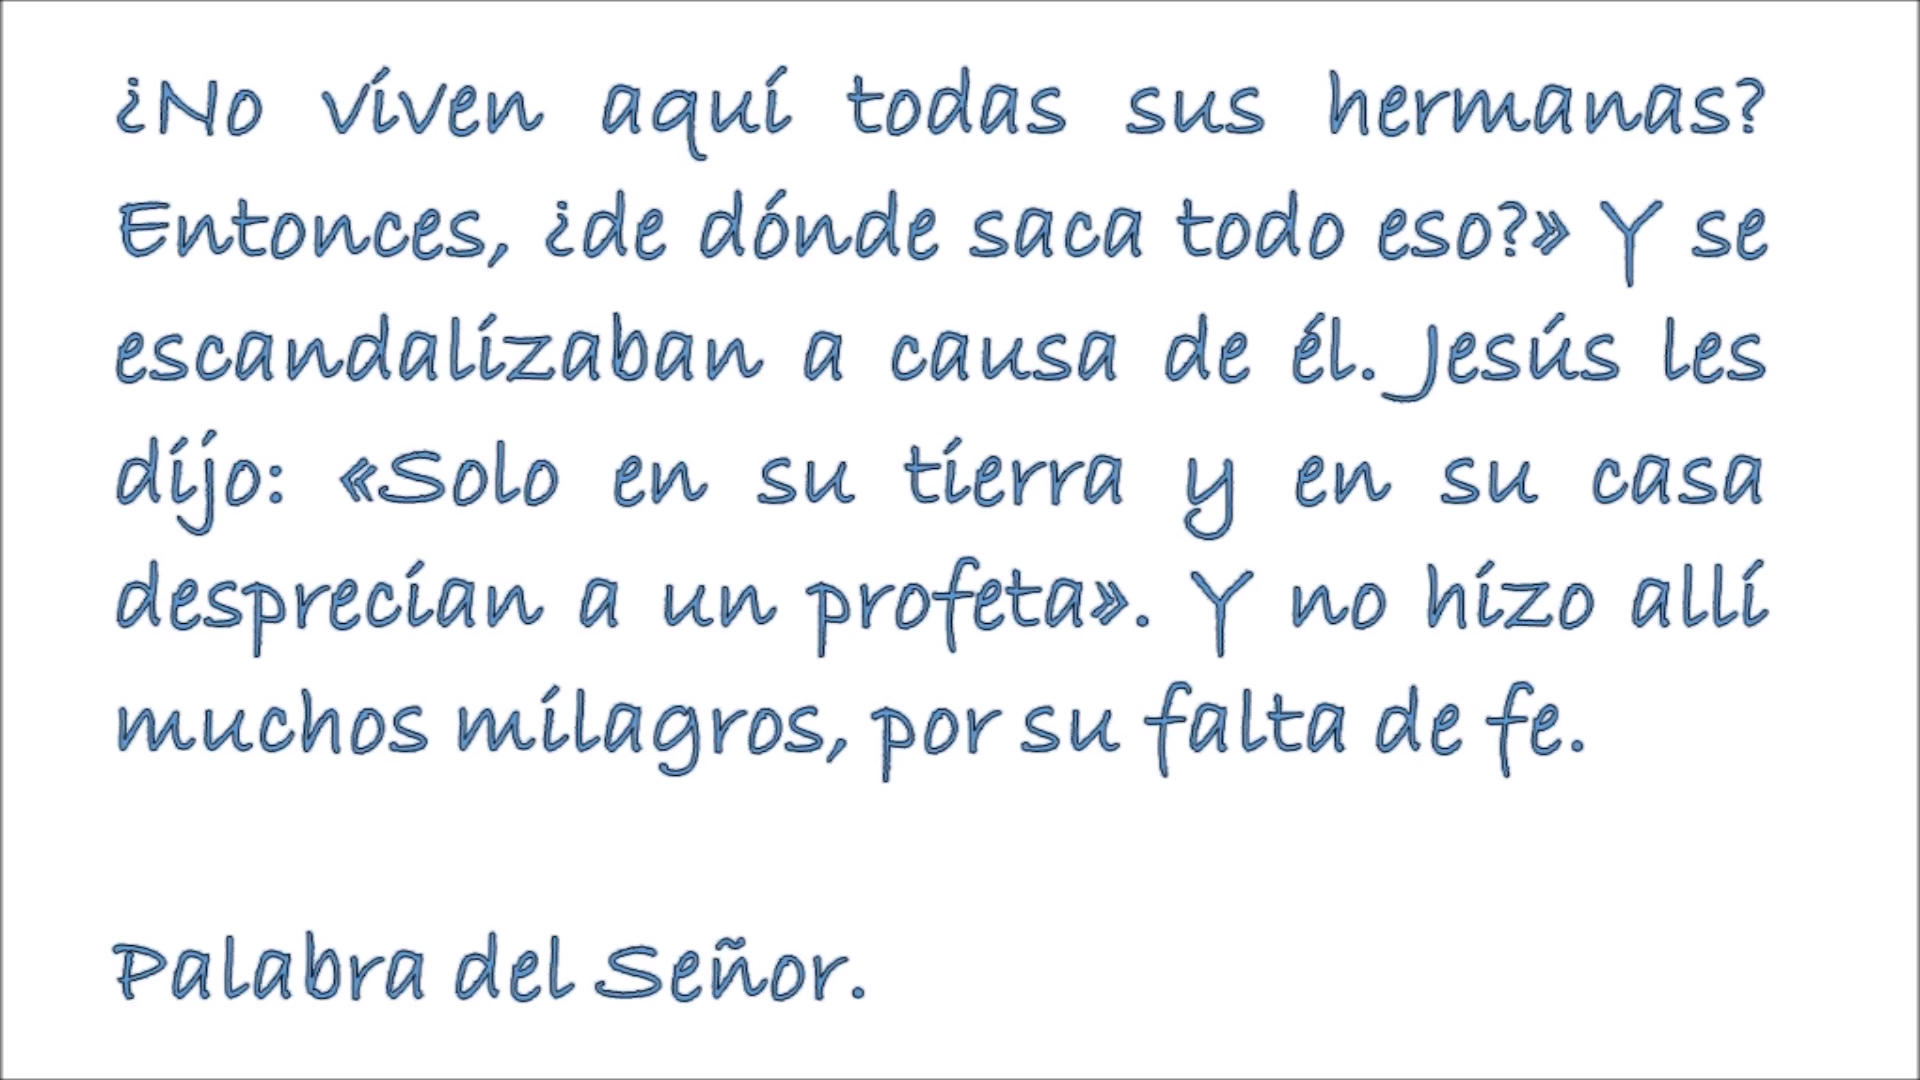 ¿No viven aquí todas sus hermanas?
Entonces, ¿de dónde saca todo eso?» Y se
escandalizaban a causa de él. Jesús les
dijo: «Solo en su tierra y en su casa
desprecian a un profeta». Y no hizo allí
muchos milagros, por su falta de fe.
Palabra del Señor.